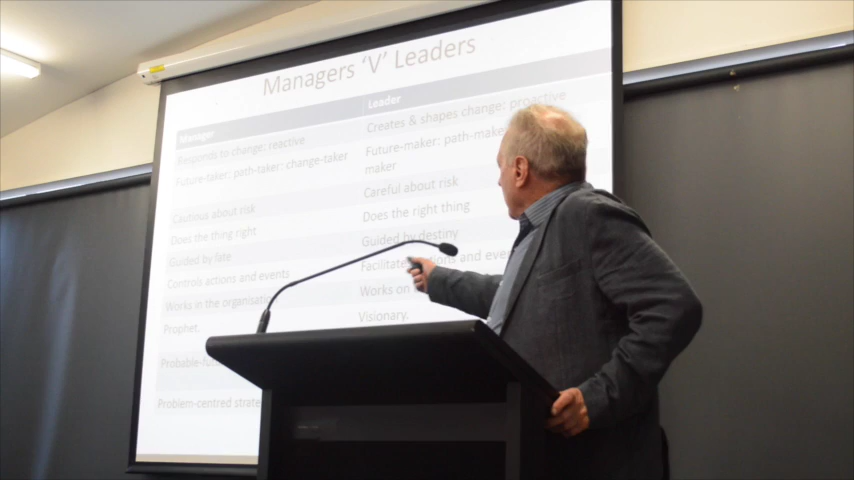 Managers ‘V’ Leaders
Manager Leader
Responds to change: reactive Creates & shapes change: proactive
Future-taker: path-taker: change-taker Future-maker: path-maker
maker
Cautious about risk Careful about risk
Does the thing right Does the right thing
Guided by fate Guided by destiny
Controls actions and events Facilitates and
Works in the Works on
Prophet. Visionary.
Problem-centred